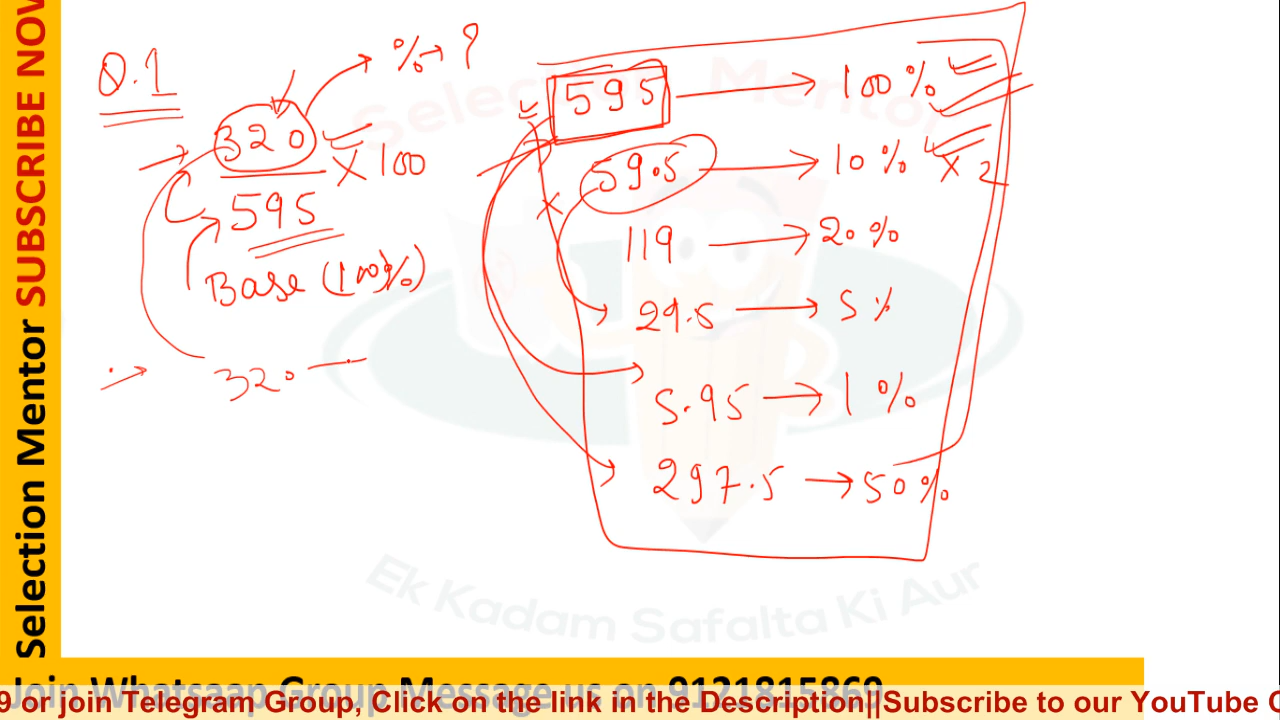 Selection Mentor SUBSCRIBE NOW
Selection Mentor
Q.1
% → ?
320
595
× 100
Base (100%)
320
595 → 100 %
59.5 → 10 % × 2
119 → 20 %
29.5 → 5 %
5.95 → 1 %
297.5 → 50 %
Ek Kadam Safalta Ki Aur
Join Whatsaap Group Message us on 9131815869
9 or join Telegram Group, Click on the link in the Description||Subscribe to our YouTube C